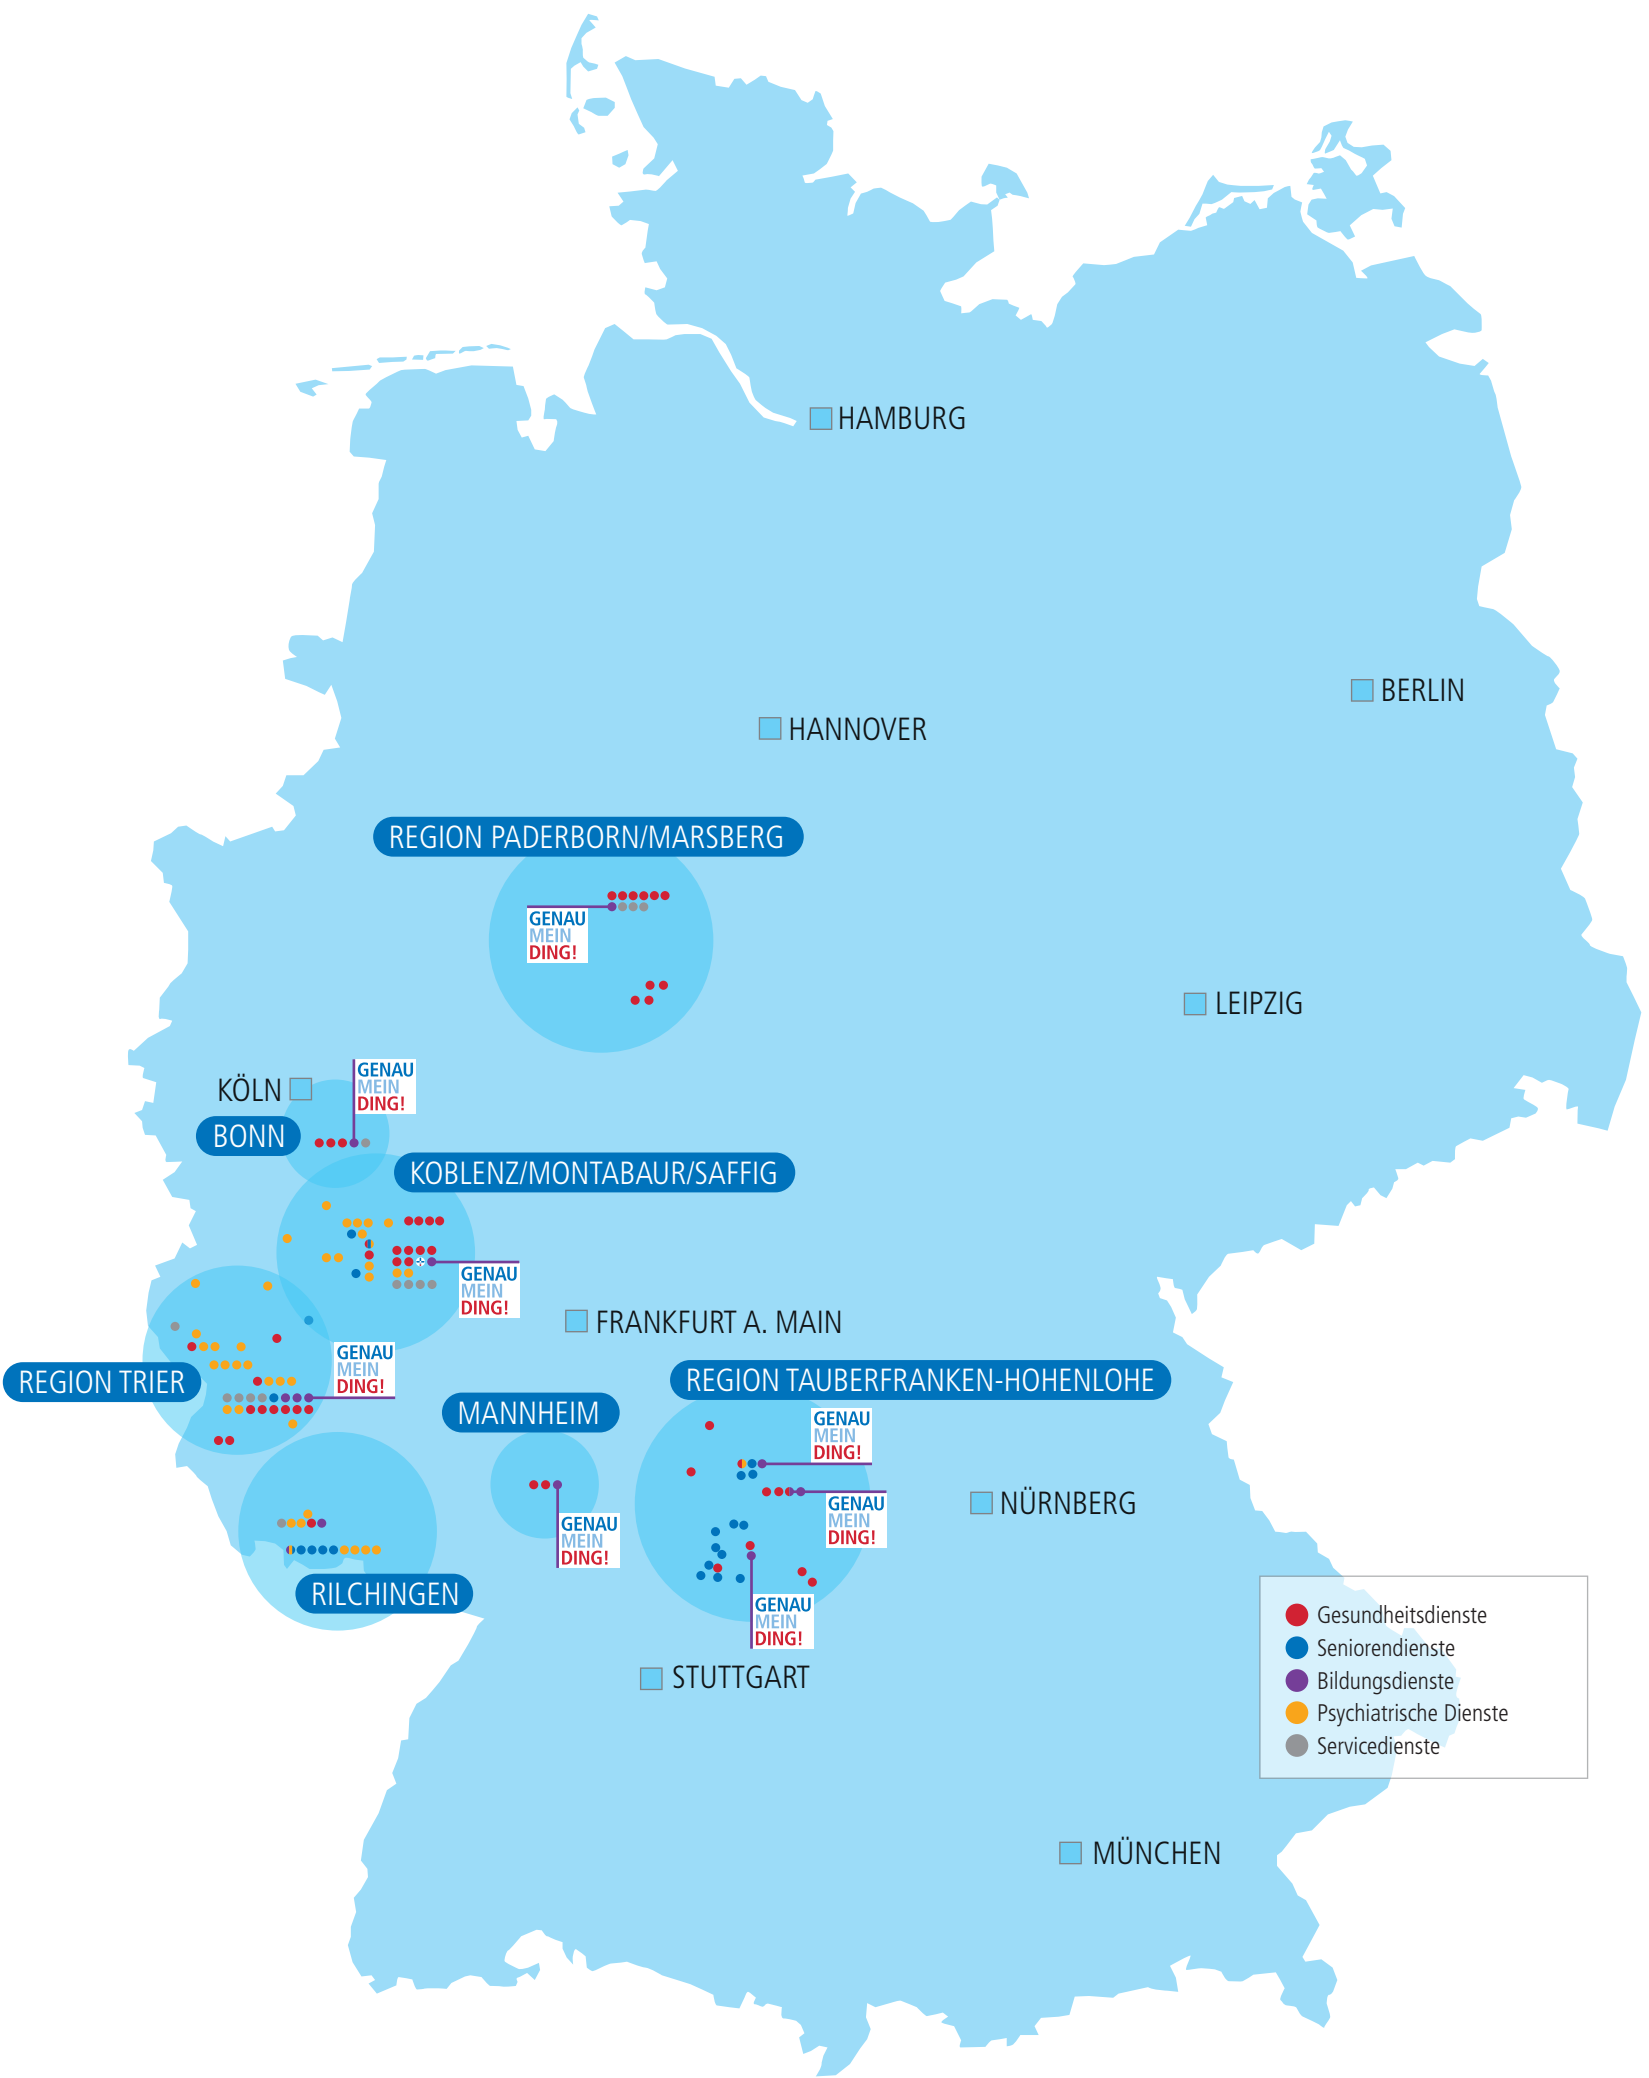 HAMBURG
BERLIN
HANNOVER
REGION PADERBORN/MARSBERG
GENAU
MEIN
DING!
LEIPZIG
KÖLN
GENAU
MEIN
DING!
BONN
KOBLENZ/MONTABAUR/SAFFIG
GENAU
MEIN
DING!
FRANKFURT A. MAIN
GENAU
MEIN
DING!
REGION TRIER
REGION TAUBERFRANKEN-HOHENLOHE
MANNHEIM
GENAU
MEIN
DING!
GENAU
MEIN
DING!
NÜRNBERG
GENAU
MEIN
DING!
RILCHINGEN
GENAU
MEIN
DING!
STUTTGART
Gesundheitsdienste
Seniorendienste
Bildungsdienste
Psychiatrische Dienste
Servicedienste
MÜNCHEN